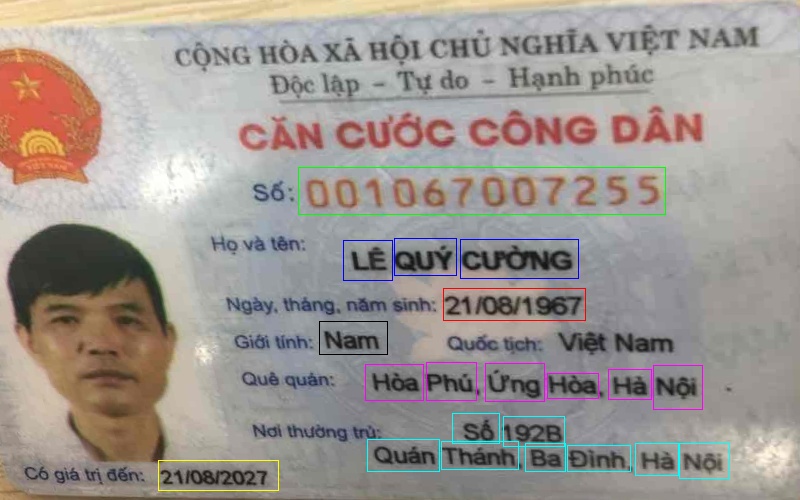 CỘNG HÒA XÃ HỘI CHỦ NGHĨA VIỆT NAM
Độc lập - Tự do - Hạnh phúc
CĂN CƯỚC CÔNG DÂN
Số: 001067007255
Họ và tên: LÊ QUÝ CƯỜNG
Ngày, tháng, năm sinh: 21/08/1967
Giới tính: Nam Quốc tịch: Việt Nam
Quê quán: Hòa Phú, Ứng Hòa, Hà Nội
Nơi thường trú: Số 192B
Quán Thánh, Ba Đình, Hà Nội
Có giá trị đến: 21/08/2027